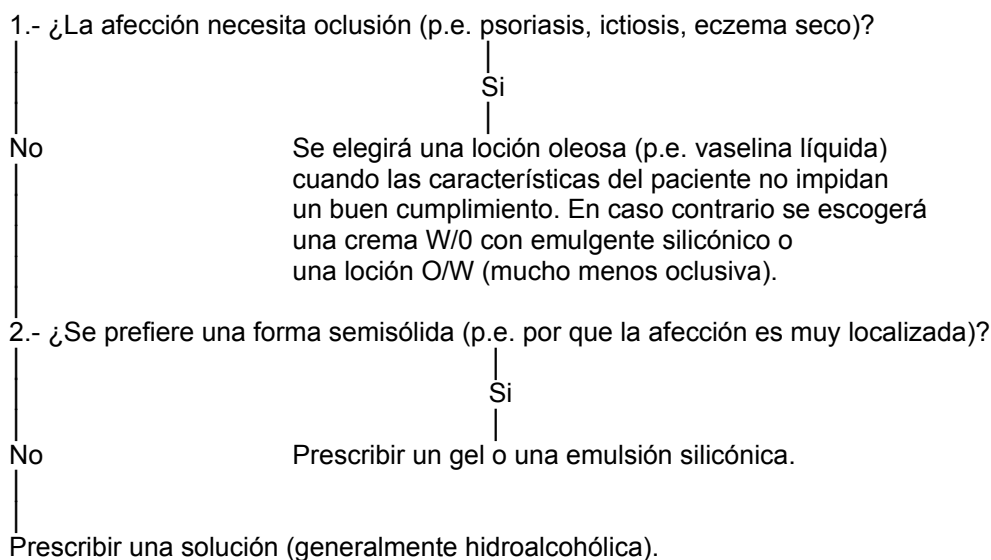 1.- ¿La afección necesita oclusión (p.e. psoriasis, ictiosis, eczema seco)?
Si
No
Se elegirá una loción oleosa (p.e. vaselina líquida)
cuando las características del paciente no impidan
un buen cumplimiento. En caso contrario se escogerá
una crema W/0 con emulgente silicónico o
una loción O/W (mucho menos oclusiva).
2.- ¿Se prefiere una forma semisólida (p.e. por que la afección es muy localizada)?
Si
No
Prescribir un gel o una emulsión silicónica.
Prescribir una solución (generalmente hidroalcohólica).